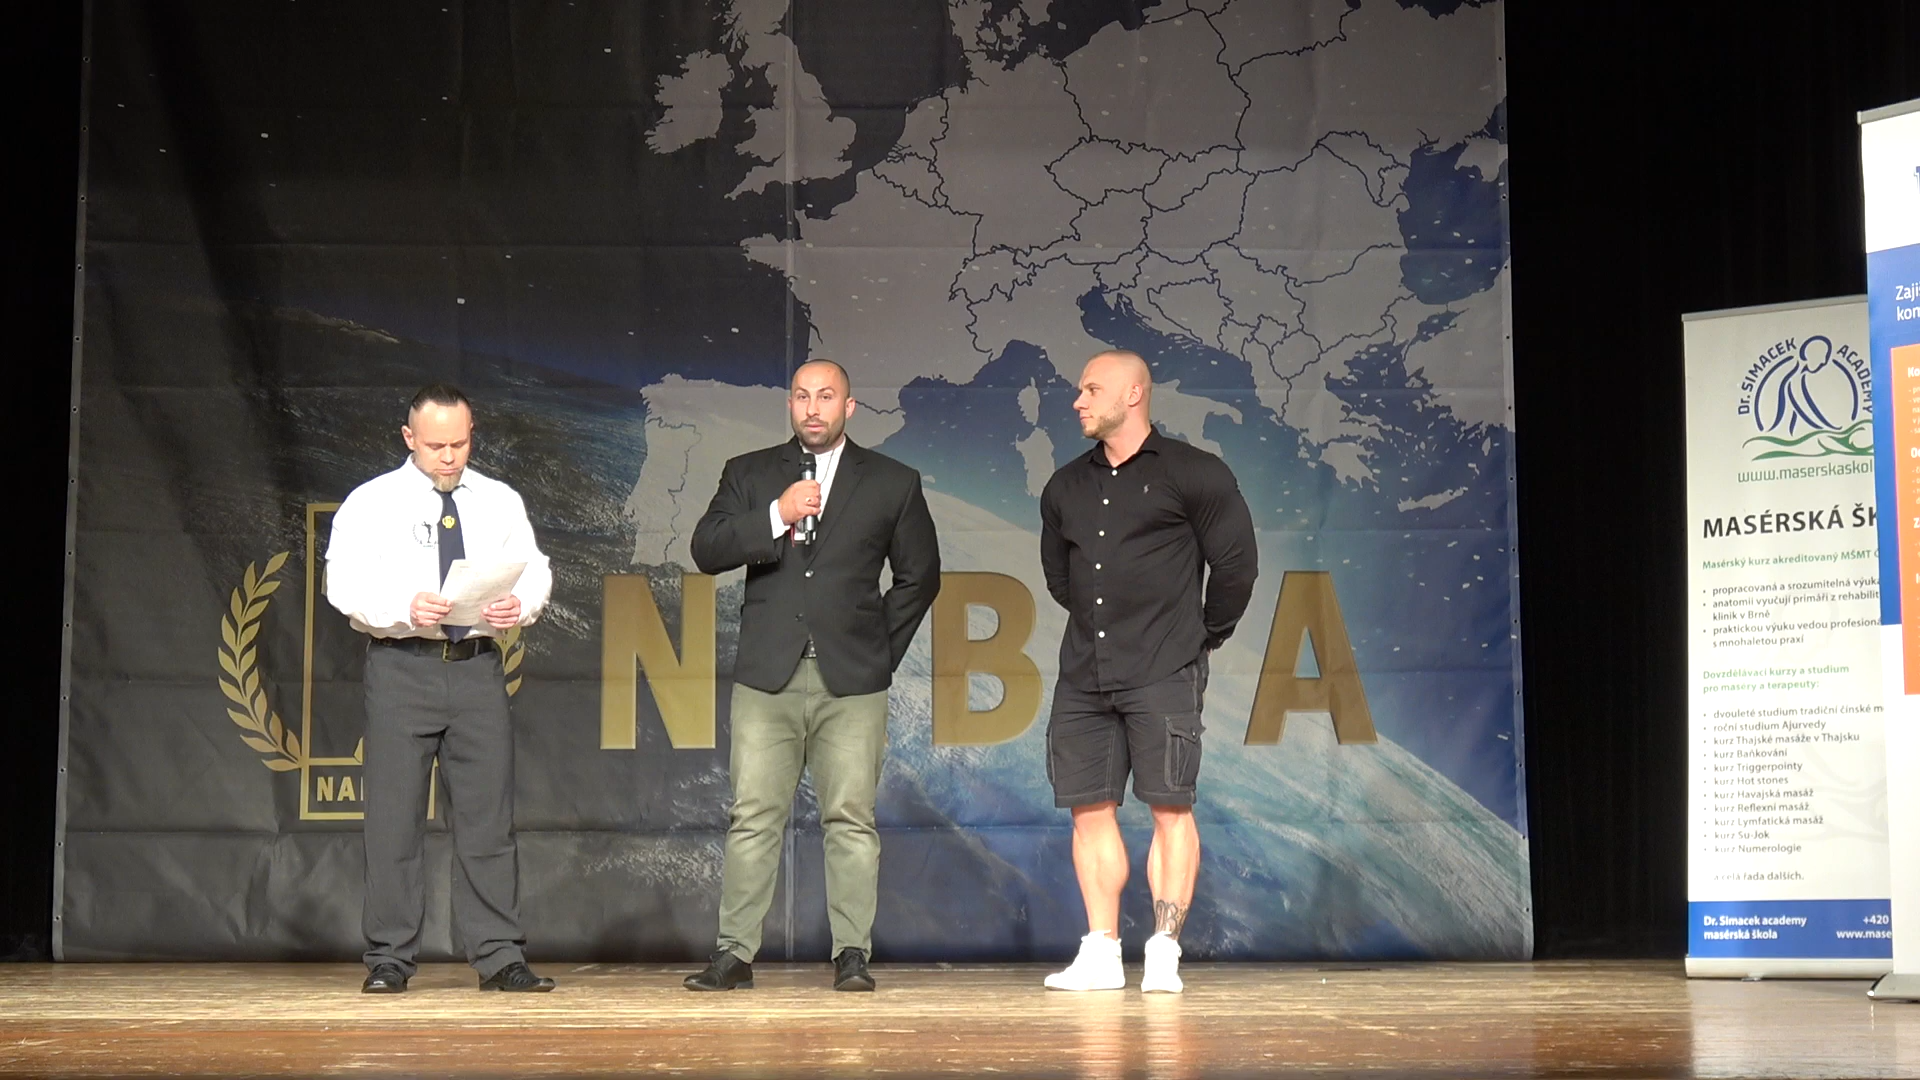 N B A
NA
Dr. SIMACEK ACADEMY
www.maserskaskol
MASÉRSKÁ ŠK
Masérský kurz akreditovaný MŠMT
• propracovaná a srozumitelná výuka
• anatomii vyučují primáři z rehabilit
klinik v Brně
• praktickou výuku vedou profesioná
s mnohaletou praxí
Dovzdělávací kurzy a studium
pro masery a terapeuty:
• dvouleté studium tradiční čínské m
• roční studium Ajurvedy
• kurz Thajské masáže v Thajsku
• kurz Baňkování
• kurz Triggerpointy
• kurz Hot stones
• kurz Havajská masáž
• kurz Reflexní masáž
• kurz Lymfatická masáž
• kurz Su-Jok
• kurz Numerologie
a celá řada dalších.
Dr. Simacek academy
masérská škola
+420
www.mase
Zaji
kon
Ko